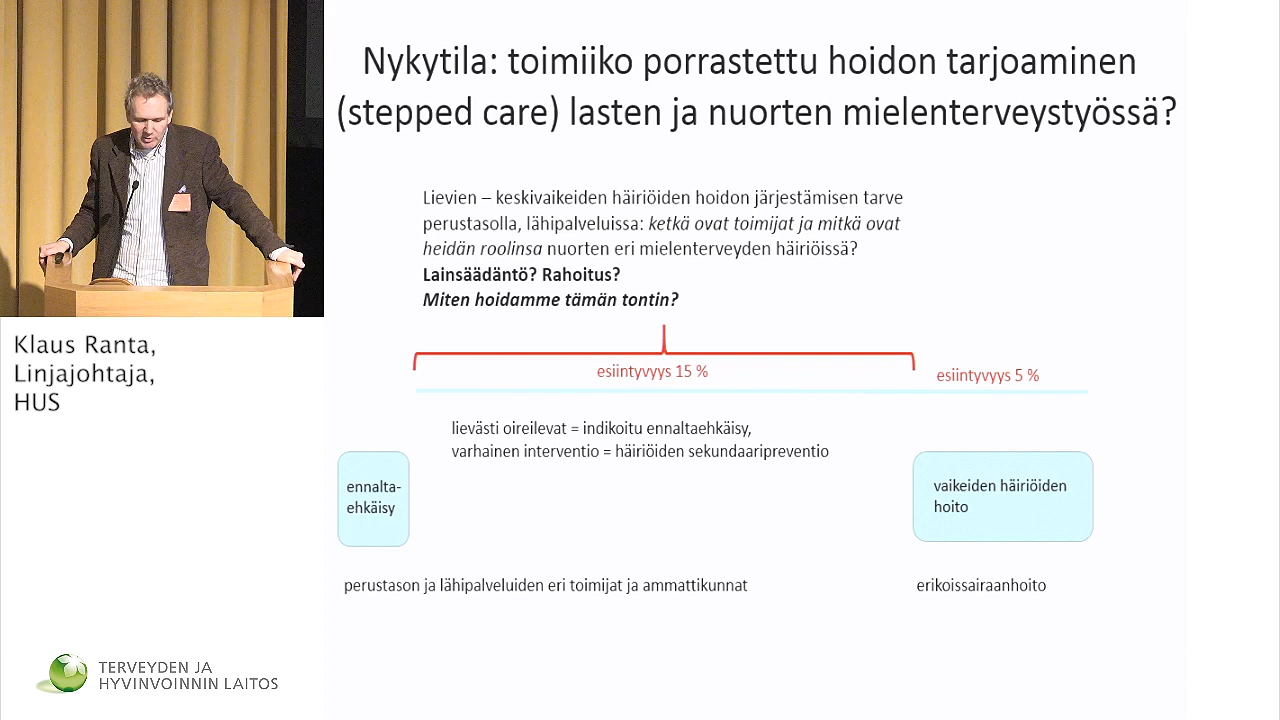 Nykytila: toimiiko porrastettu hoidon tarjoaminen
(stepped care) lasten ja nuorten mielenterveystyössä?
Lievien – keskivaikeiden häiriöiden hoidon järjestämisen tarve
perustasolla, lähipalveluissa: ketkä ovat toimijat ja mitkä ovat
heidän roolinsa nuorten eri mielenterveyden häiriöissä?
Lainsäädäntö? Rahoitus?
Miten hoidamme tämän tontin?
esiintyvyys 15 %
esiintyvyys 5 %
lievästi oireilevat = indikoitu ennaltaehkäisy,
varhainen interventio = häiriöiden sekundaaripreventio
ennalta-
ehkäisy
vaikeiden häiriöiden
hoito
perustason ja lähipalveluiden eri toimijat ja ammattikunnat
erikoissairaanhoito
Klaus Ranta,
Linjajohtaja,
HUS
TERVEYDEN JA
HYVINVOINNIN LAITOS